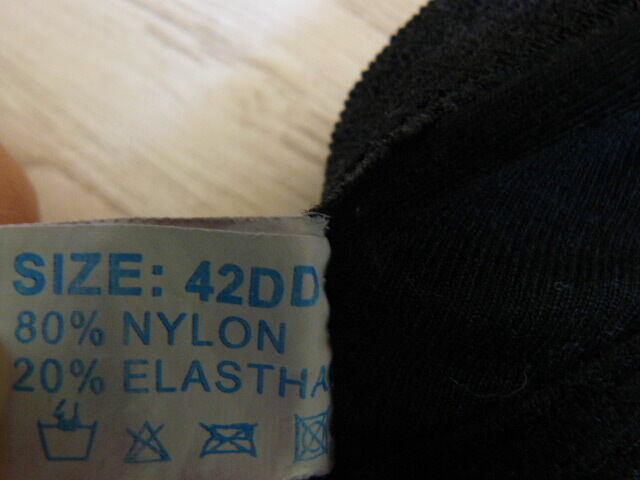 SIZE: 42DD
80% NYLON
20% ELASTHA